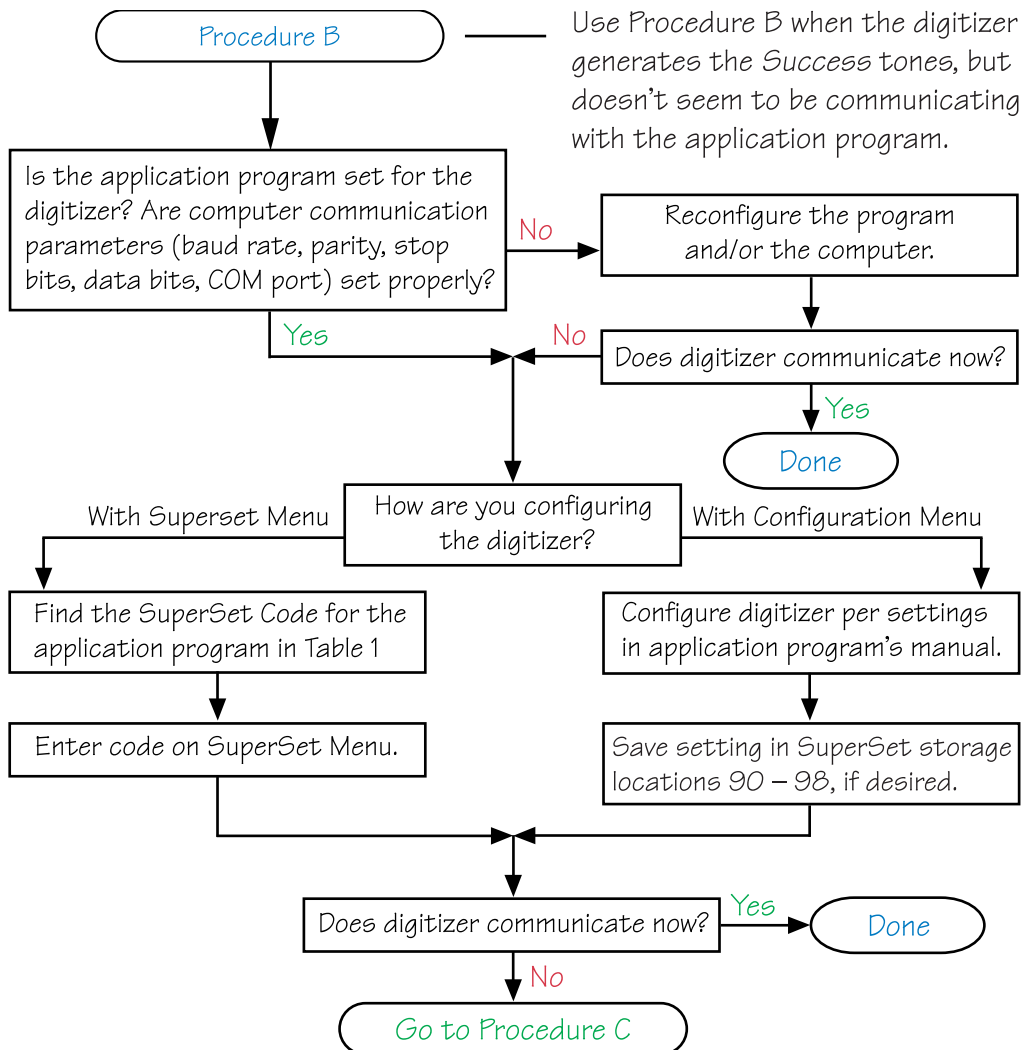 Procedure B
Use Procedure B when the digitizer
generates the Success tones, but
doesn't seem to be communicating
with the application program.
Is the application program set for the
digitizer? Are computer communication
parameters (baud rate, parity, stop
bits, data bits, COM port) set properly?
No
Reconfigure the program
and/or the computer.
Yes
No
Does digitizer communicate now?
Yes
Done
How are you configuring
the digitizer?
With Superset Menu
With Configuration Menu
Find the SuperSet Code for the
application program in Table 1
Configure digitizer per settings
in application program's manual.
Enter code on SuperSet Menu.
Save setting in SuperSet storage
locations 90 – 98, if desired.
Does digitizer communicate now?
Yes
Done
No
Go to Procedure C